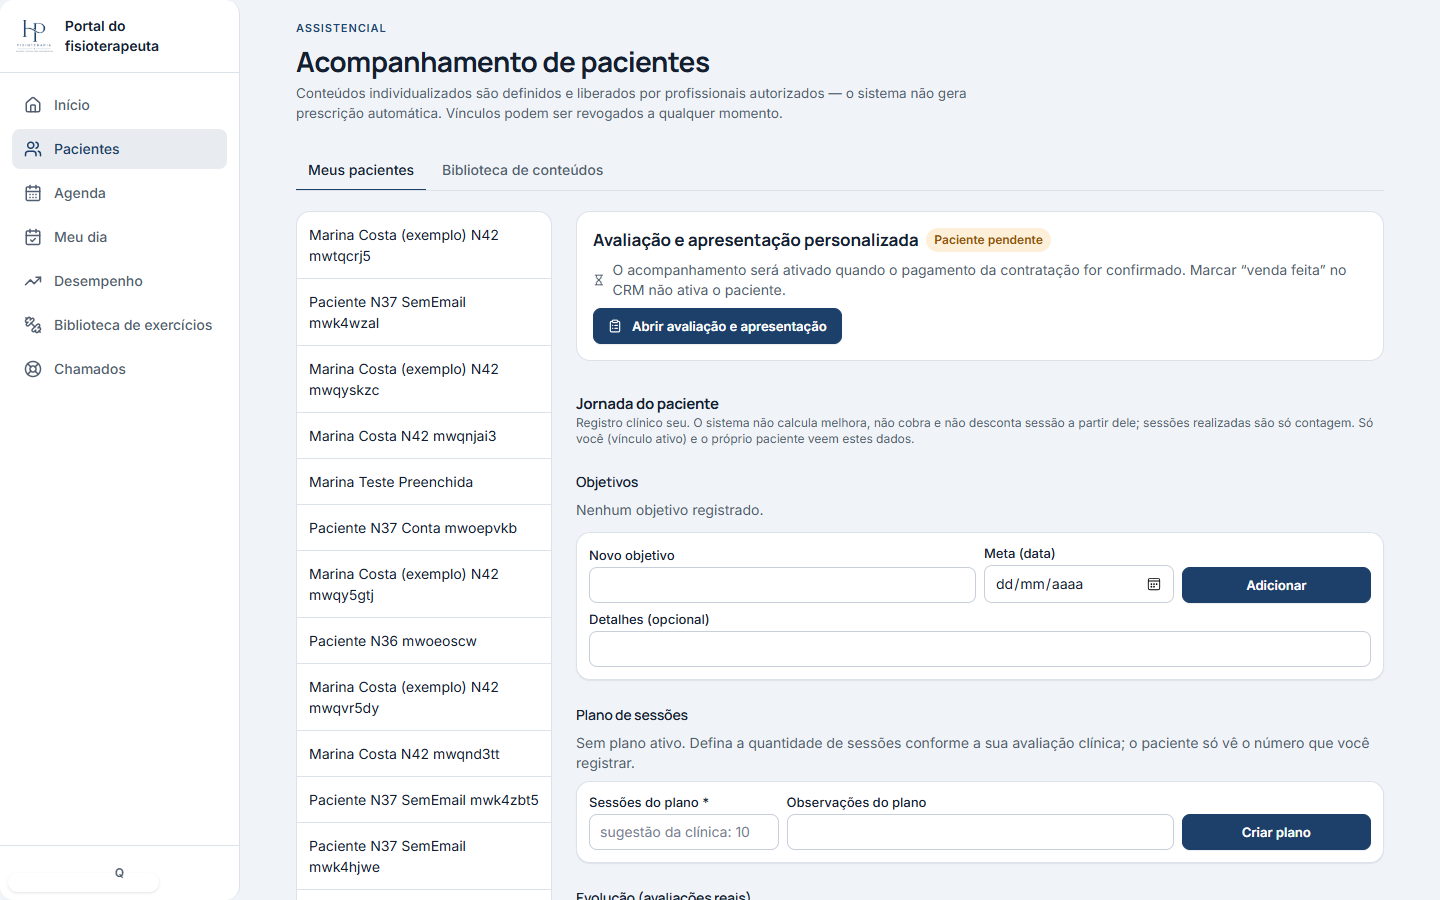 hp
FISIOTERAPIA
Portal do
fisioterapeuta
Início
Pacientes
Agenda
Meu dia
Desempenho
Biblioteca de exercícios
Chamados
Q
ASSISTENCIAL
Acompanhamento de pacientes
Conteúdos individualizados são definidos e liberados por profissionais autorizados — o sistema não gera
prescrição automática. Vínculos podem ser revogados a qualquer momento.
Meus pacientes
Biblioteca de conteúdos
Marina Costa (exemplo) N42
mwtqcrj5
Paciente N37 SemEmail
mwk4wzal
Marina Costa (exemplo) N42
mwqyskzc
Marina Costa N42 mwqnjai3
Marina Teste Preenchida
Paciente N37 Conta mwoepvkb
Marina Costa (exemplo) N42
mwqy5gtj
Paciente N36 mwoeoscw
Marina Costa (exemplo) N42
mwqvr5dy
Marina Costa N42 mwqnd3tt
Paciente N37 SemEmail mwk4zbt5
Paciente N37 SemEmail
mwk4hjwe
Avaliação e apresentação personalizada
Paciente pendente
O acompanhamento será ativado quando o pagamento da contratação for confirmado. Marcar “venda feita” no
CRM não ativa o paciente.
Abrir avaliação e apresentação
Jornada do paciente
Registro clínico seu. O sistema não calcula melhora, não cobra e não desconta sessão a partir dele; sessões realizadas são só contagem. Só
você (vínculo ativo) e o próprio paciente veem estes dados.
Objetivos
Nenhum objetivo registrado.
Novo objetivo
Meta (data)
dd/mm/aaaa
Adicionar
Detalhes (opcional)
Plano de sessões
Sem plano ativo. Defina a quantidade de sessões conforme a sua avaliação clínica; o paciente só vê o número que você
registrar.
Sessões do plano *
Observações do plano
sugestão da clínica: 10
Criar plano
Evolução (avaliações reais)